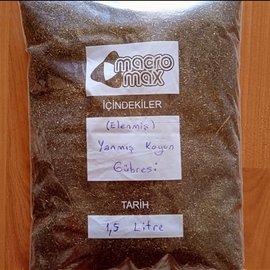 macro
max
İÇİNDEKİLER
(Elenmiş)
Yanmış Koyun
Gübresi
TARİH
1,5 Litre